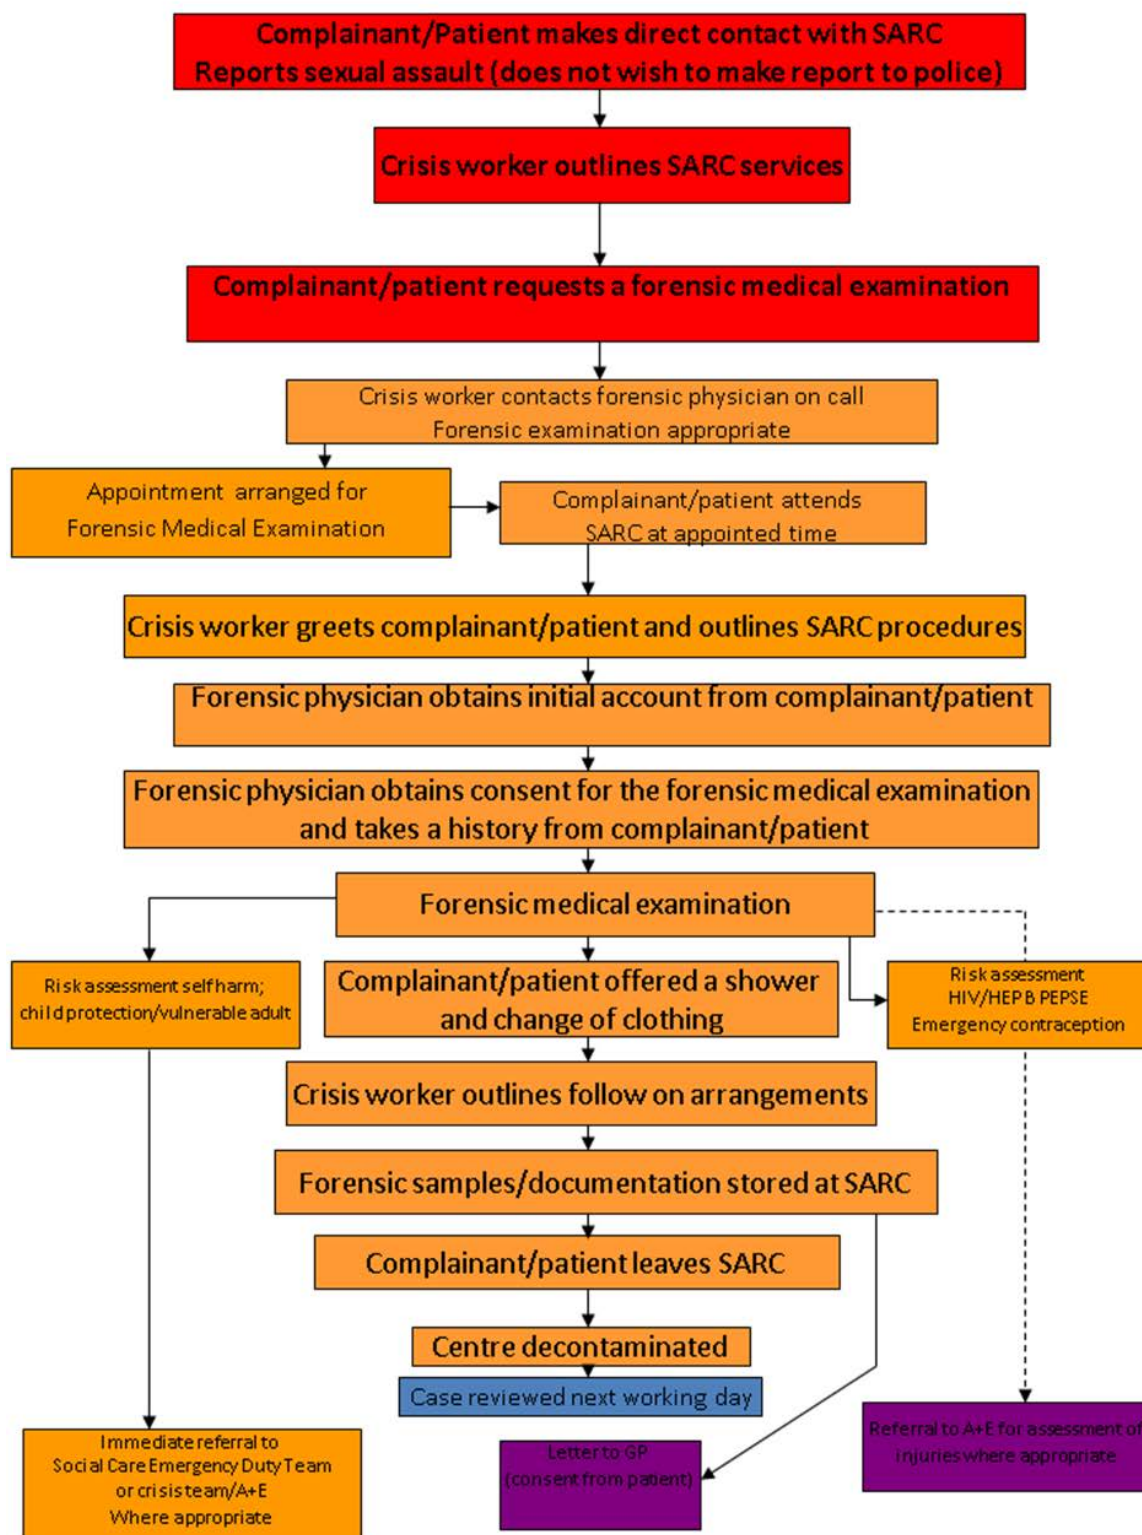 Complainant/Patient makes direct contact with SARC
Reports sexual assault (does not wish to make report to police)
Crisis worker outlines SARC services
Complainant/patient requests a forensic medical examination
Crisis worker contacts forensic physician on call
Forensic examination appropriate
Appointment arranged for
Forensic Medical Examination
Complainant/patient attends
SARC at appointed time
Crisis worker greets complainant/patient and outlines SARC procedures
Forensic physician obtains initial account from complainant/patient
Forensic physician obtains consent for the forensic medical examination
and takes a history from complainant/patient
Forensic medical examination
Risk assessment self harm;
child protection/vulnerable adult
Complainant/patient offered a shower
and change of clothing
Risk assessment
HIV/HEP B PEPSE
Emergency contraception
Crisis worker outlines follow on arrangements
Forensic samples/documentation stored at SARC
Complainant/patient leaves SARC
Centre decontaminated
Case reviewed next working day
Immediate referral to
Social Care Emergency Duty Team
or crisis team/A+E
Where appropriate
Letter to GP
(consent from patient)
Referral to A+E for assessment of
injuries where appropriate